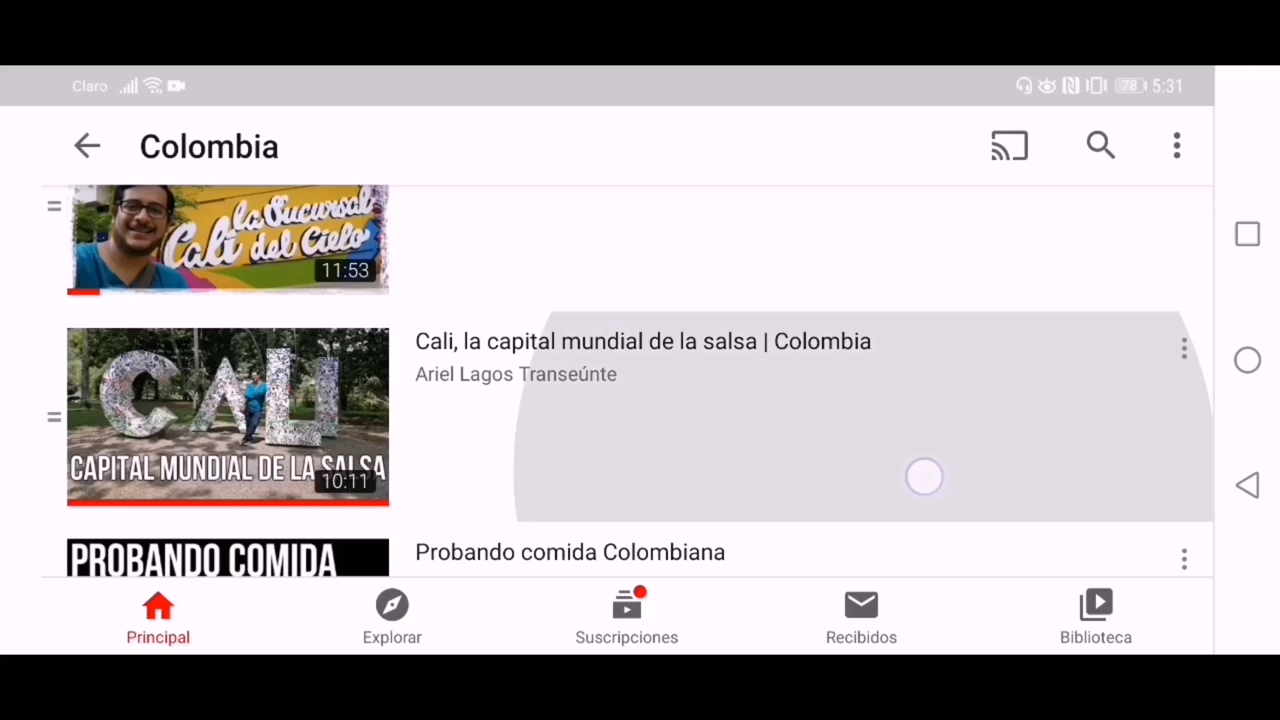 Claro
78
5:31
Colombia
la Sucursal
Cali del Cielo
11:53
Cali, la capital mundial de la salsa | Colombia
Ariel Lagos Transeúnte
CALI
CAPITAL MUNDIAL DE LA SALSA
10:11
PROBANDO COMIDA
Probando comida Colombiana
Principal
Explorar
Suscripciones
Recibidos
Biblioteca